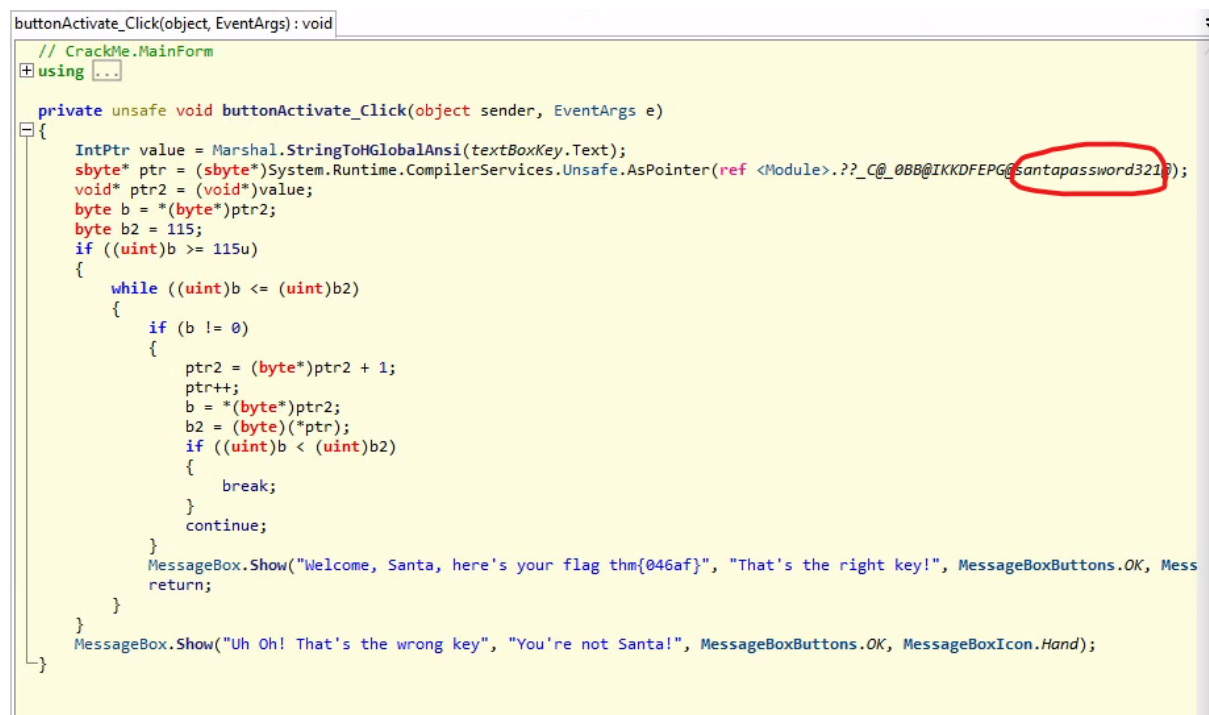 buttonActivate_Click(object, EventArgs) : void
// CrackMe.MainForm
using ...
private unsafe void buttonActivate_Click(object sender, EventArgs e)
{
IntPtr value = Marshal.StringToHGlobalAnsi(textBoxKey.Text);
sbyte* ptr = (sbyte*)System.Runtime.CompilerServices.Unsafe.AsPointer(ref <Module>.??_C@_0BB@IKKDFEPG@santapassword321@);
void* ptr2 = (void*)value;
byte b = *(byte*)ptr2;
byte b2 = 115;
if ((uint)b >= 115u)
{
while ((uint)b <= (uint)b2)
{
if (b != 0)
{
ptr2 = (byte*)ptr2 + 1;
ptr++;
b = *(byte*)ptr2;
b2 = (byte)(*ptr);
if ((uint)b < (uint)b2)
{
break;
}
continue;
}
MessageBox.Show("Welcome, Santa, here's your flag thm{046af}", "That's the right key!", MessageBoxButtons.OK, Mess
return;
}
}
MessageBox.Show("Uh Oh! That's the wrong key", "You're not Santa!", MessageBoxButtons.OK, MessageBoxIcon.Hand);
}